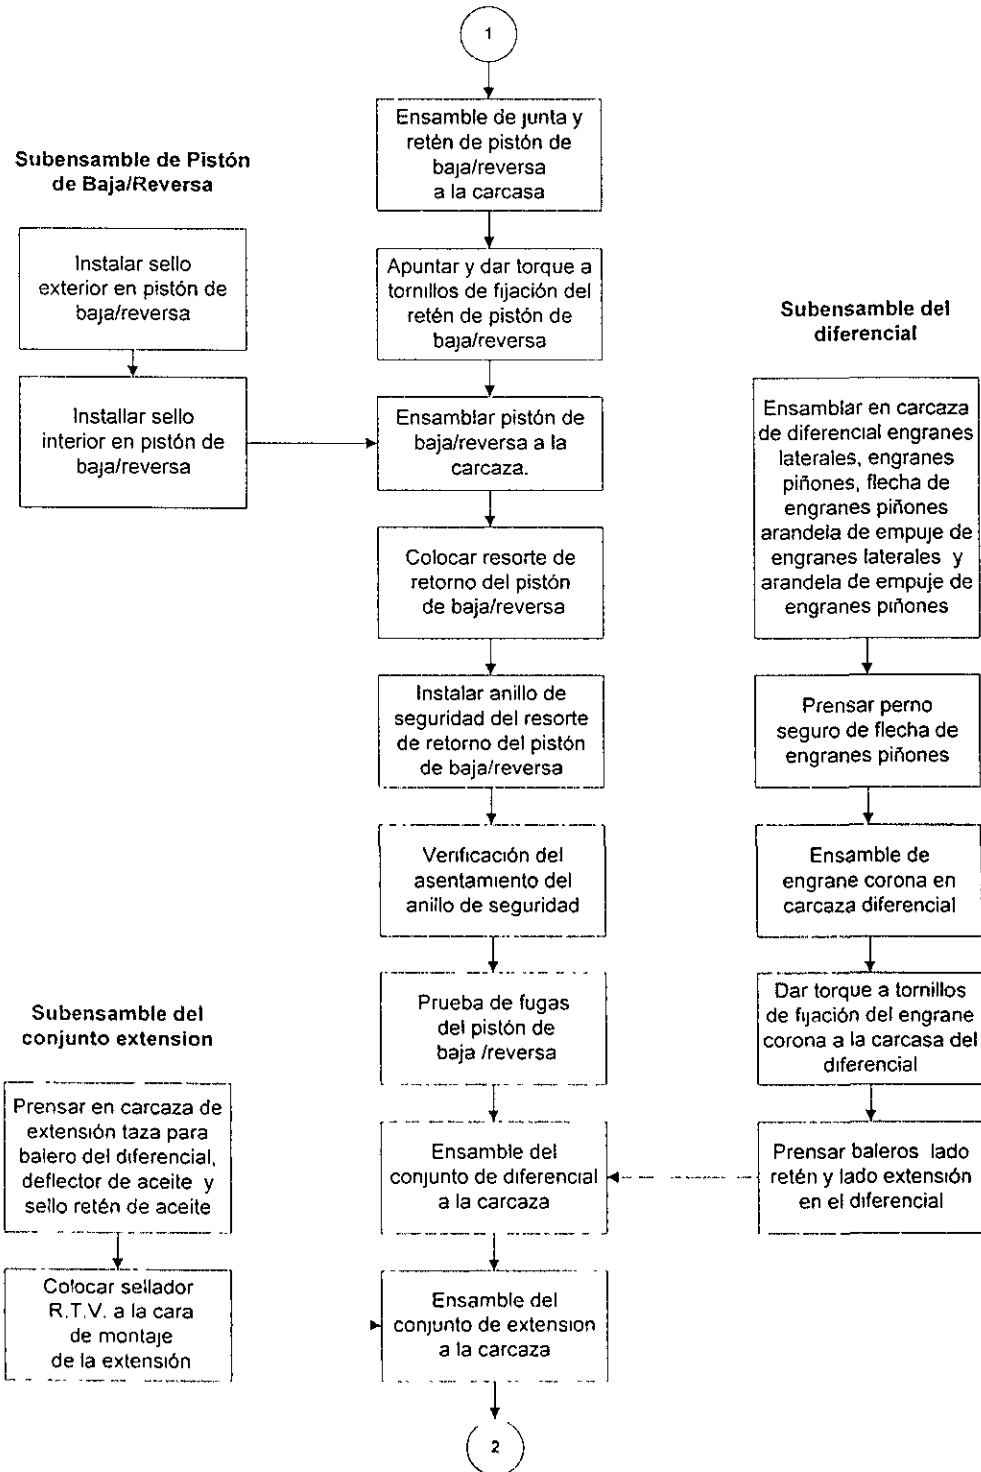 1
Ensamble de junta y
retén de pistón de
baja/reversa
a la carcasa
Subensamble de Pistón
de Baja/Reversa
Instalar sello
exterior en pistón de
baja/reversa
Apuntar y dar torque a
tornillos de fijación del
retén de pistón de
baja/reversa
Subensamble del
diferencial
Installar sello
interior en pistón de
baja/reversa
Ensamblar pistón de
baja/reversa a la
carcaza.
Ensamblar en carcaza
de diferencial engranes
laterales, engranes
piñones, flecha de
engranes piñones
arandela de empuje de
engranes laterales y
arandela de empuje de
engranes piñones
Colocar resorte de
retorno del pistón
de baja/reversa
Instalar anillo de
seguridad del resorte
de retorno del pistón
de baja/reversa
Prensar perno
seguro de flecha de
engranes piñones
Verificación del
asentamiento del
anillo de seguridad
Ensamble de
engrane corona en
carcaza diferencial
Subensamble del
conjunto extension
Prueba de fugas
del pistón de
baja /reversa
Dar torque a tornillos
de fijación del engrane
corona a la carcasa del
diferencial
Prensar en carcaza de
extensión taza para
balero del diferencial,
deflector de aceite y
sello retén de aceite
Ensamble del
conjunto de diferencial
a la carcaza
Prensar baleros lado
retén y lado extensión
en el diferencial
Colocar sellador
R.T.V. a la cara
de montaje
de la extensión
Ensamble del
conjunto de extension
a la carcaza
2